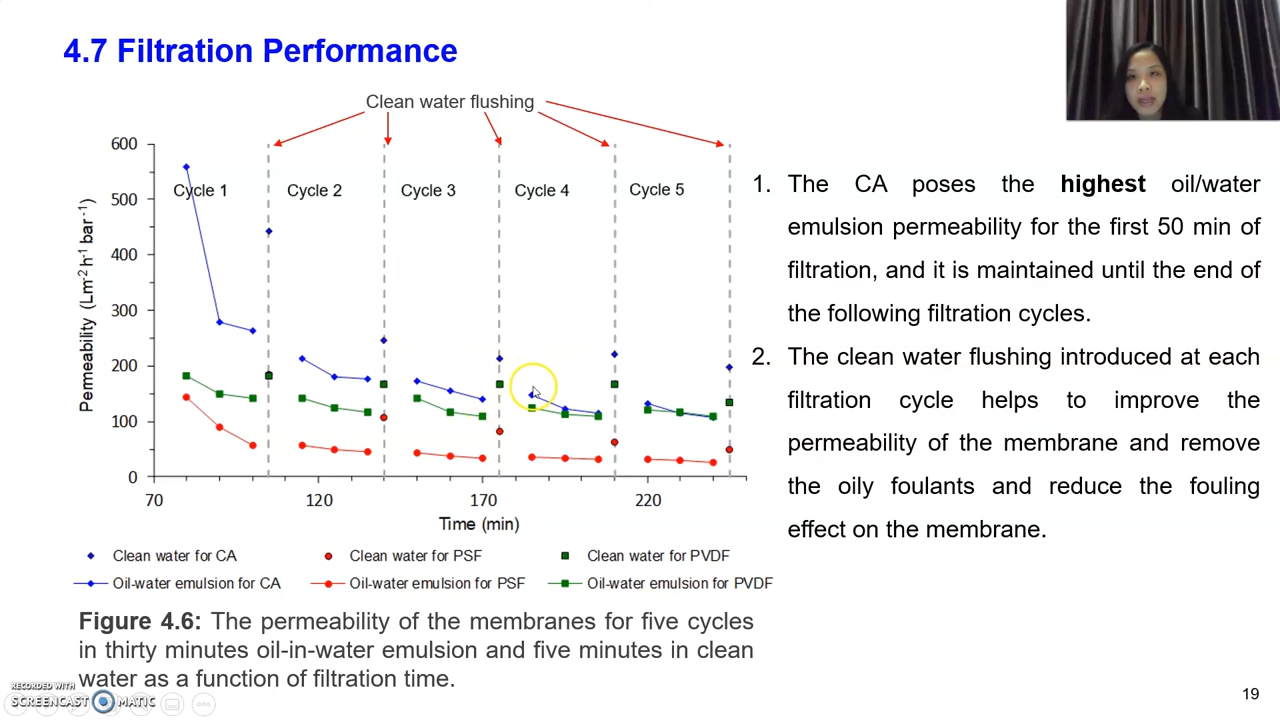 4.7 Filtration Performance
Clean water flushing
600
500
400
300
200
100
0
Permeability (Lm⁻² h⁻¹ bar⁻¹)
Cycle 1
Cycle 2
Cycle 3
Cycle 4
Cycle 5
70
120
170
220
Time (min)
Clean water for CA
Clean water for PSF
Clean water for PVDF
Oil-water emulsion for CA
Oil-water emulsion for PSF
Oil-water emulsion for PVDF
Figure 4.6: The permeability of the membranes for five cycles
in thirty minutes oil-in-water emulsion and five minutes in clean
water as a function of filtration time.
1. The CA poses the highest oil/water
emulsion permeability for the first 50 min of
filtration, and it is maintained until the end of
the following filtration cycles.
2. The clean water flushing introduced at each
filtration cycle helps to improve the
permeability of the membrane and remove
the oily foulants and reduce the fouling
effect on the membrane.
RECORDED WITH
SCREENCAST MATIC
19